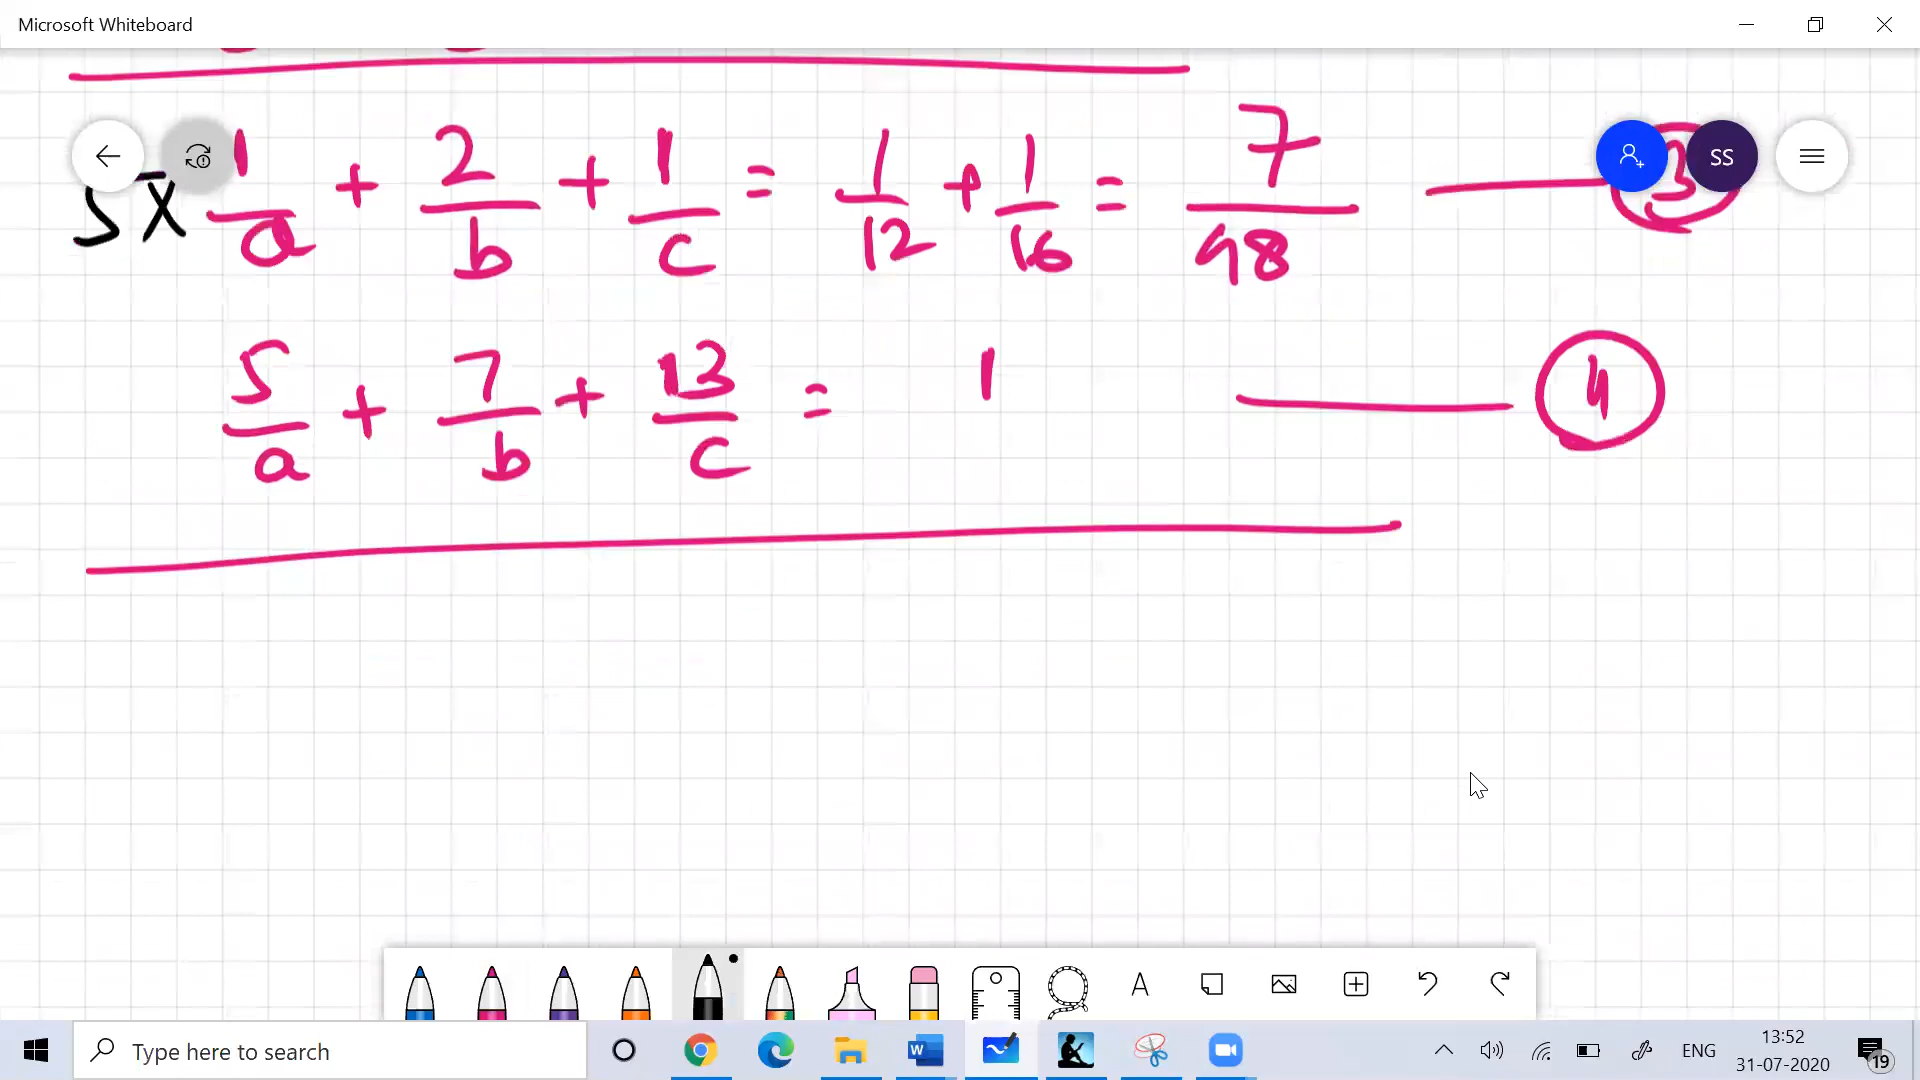 Microsoft Whiteboard
5 X 1/a + 2/b + 1/c = 1/12 + 1/16 = 7/48 — 3
SS
5/a + 7/b + 13/c = 1 — 4
A
Type here to search
W
ENG
13:52
31-07-2020
19